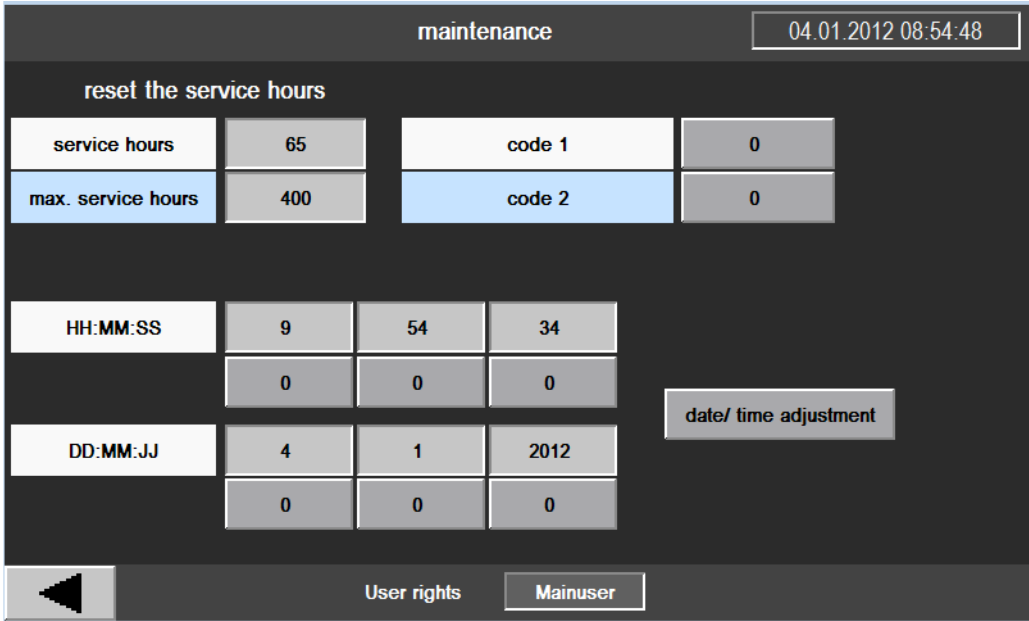 maintenance 04.01.2012 08:54:48
reset the service hours
service hours 65 code 1 0
max. service hours 400 code 2 0
HH:MM:SS 9 54 34
0 0 0
date/ time adjustment
DD:MM:JJ 4 1 2012
0 0 0
User rights Mainuser